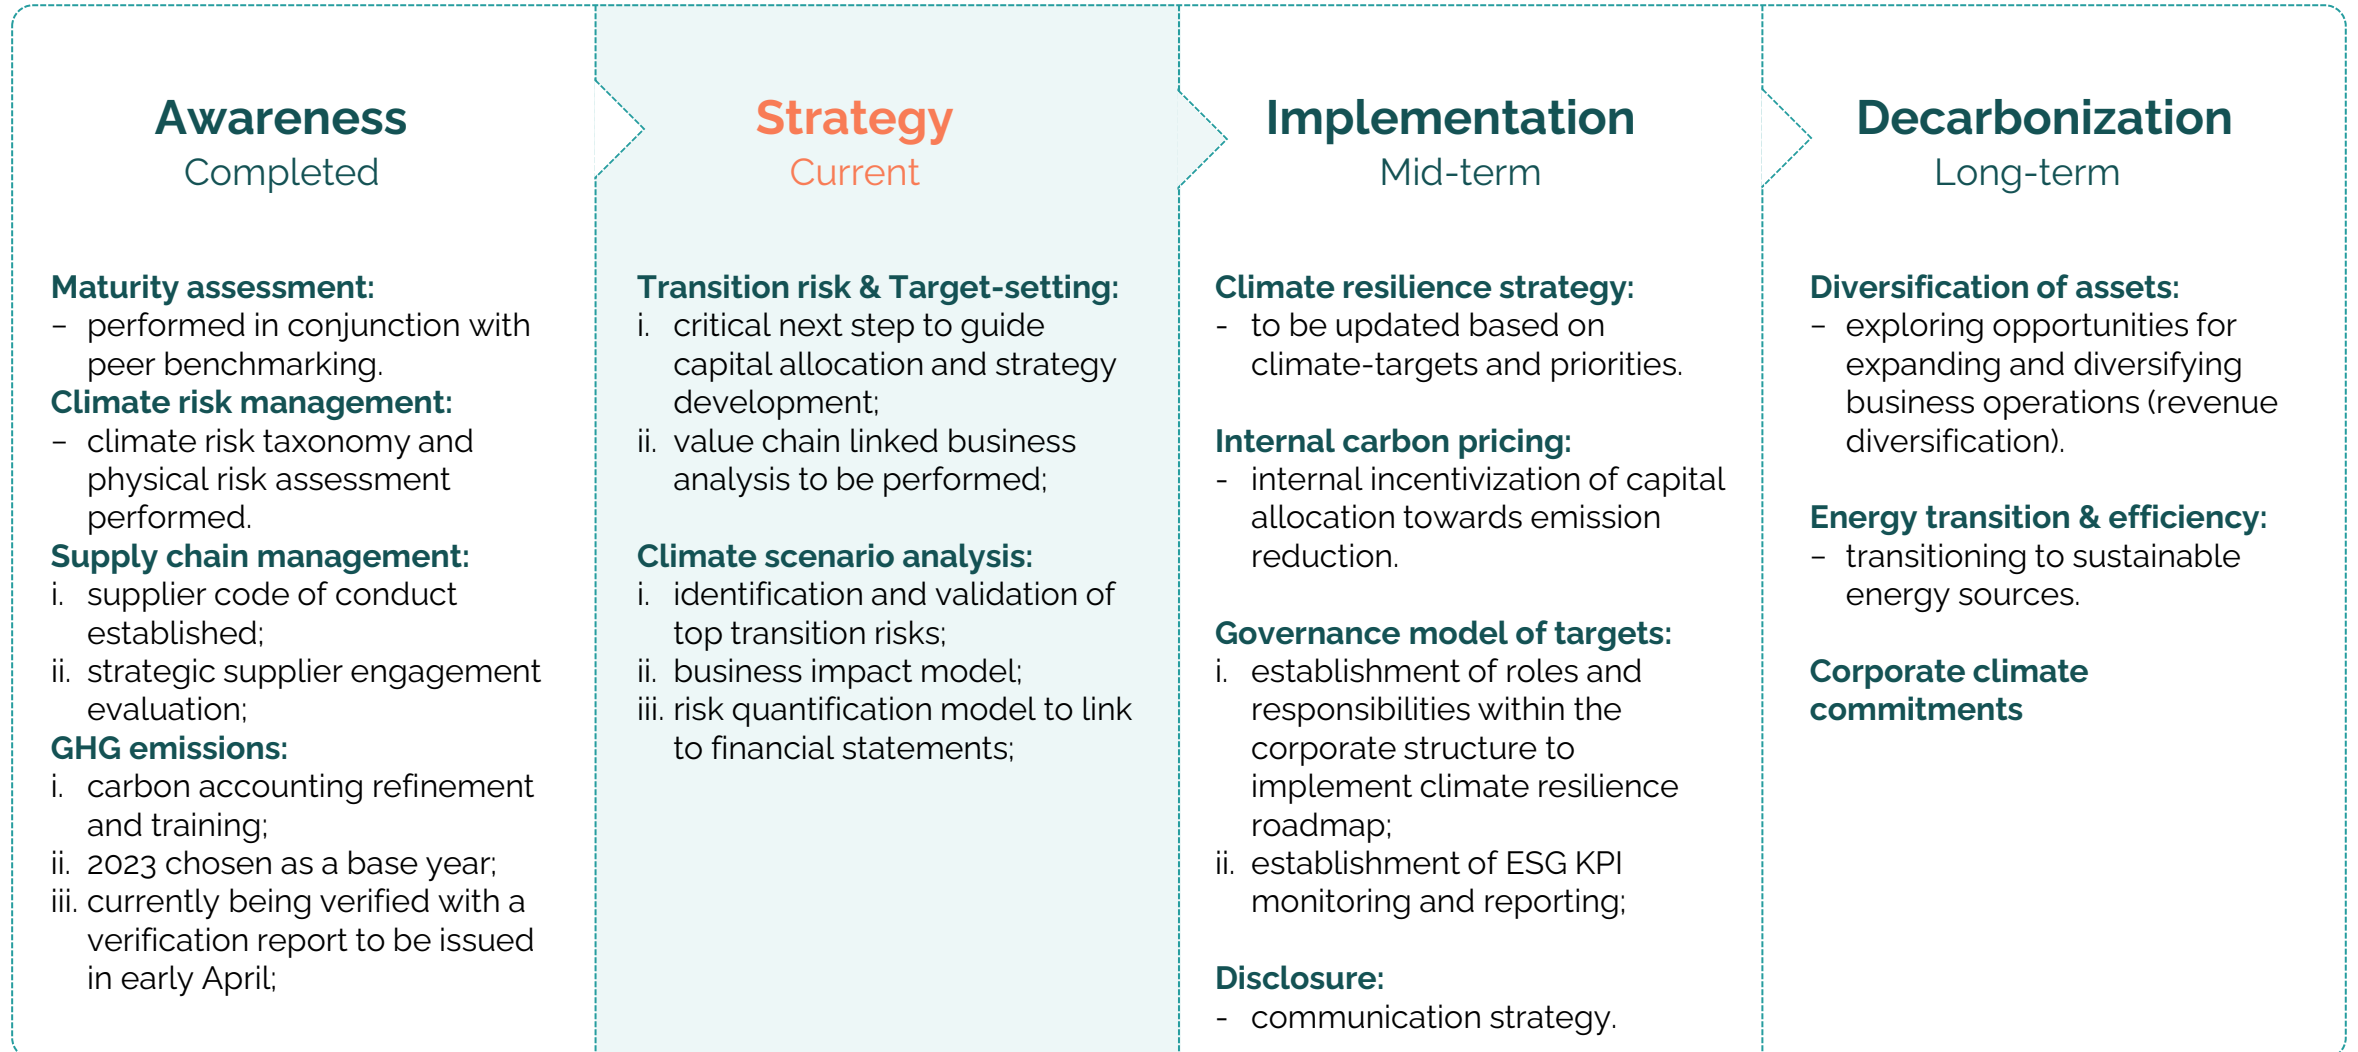 Awareness
Completed
Maturity assessment:
– performed in conjunction with
peer benchmarking.
Climate risk management:
– climate risk taxonomy and
physical risk assessment
performed.
Supply chain management:
i. supplier code of conduct
established;
ii. strategic supplier engagement
evaluation;
GHG emissions:
i. carbon accounting refinement
and training;
ii. 2023 chosen as a base year;
iii. currently being verified with a
verification report to be issued
in early April;
Strategy
Current
Transition risk & Target-setting:
i. critical next step to guide
capital allocation and strategy
development;
ii. value chain linked business
analysis to be performed;
Climate scenario analysis:
i. identification and validation of
top transition risks;
ii. business impact model;
iii. risk quantification model to link
to financial statements;
Implementation
Mid-term
Climate resilience strategy:
- to be updated based on
climate-targets and priorities.
Internal carbon pricing:
- internal incentivization of capital
allocation towards emission
reduction.
Governance model of targets:
i. establishment of roles and
responsibilities within the
corporate structure to
implement climate resilience
roadmap;
ii. establishment of ESG KPI
monitoring and reporting;
Disclosure:
- communication strategy.
Decarbonization
Long-term
Diversification of assets:
– exploring opportunities for
expanding and diversifying
business operations (revenue
diversification).
Energy transition & efficiency:
– transitioning to sustainable
energy sources.
Corporate climate
commitments